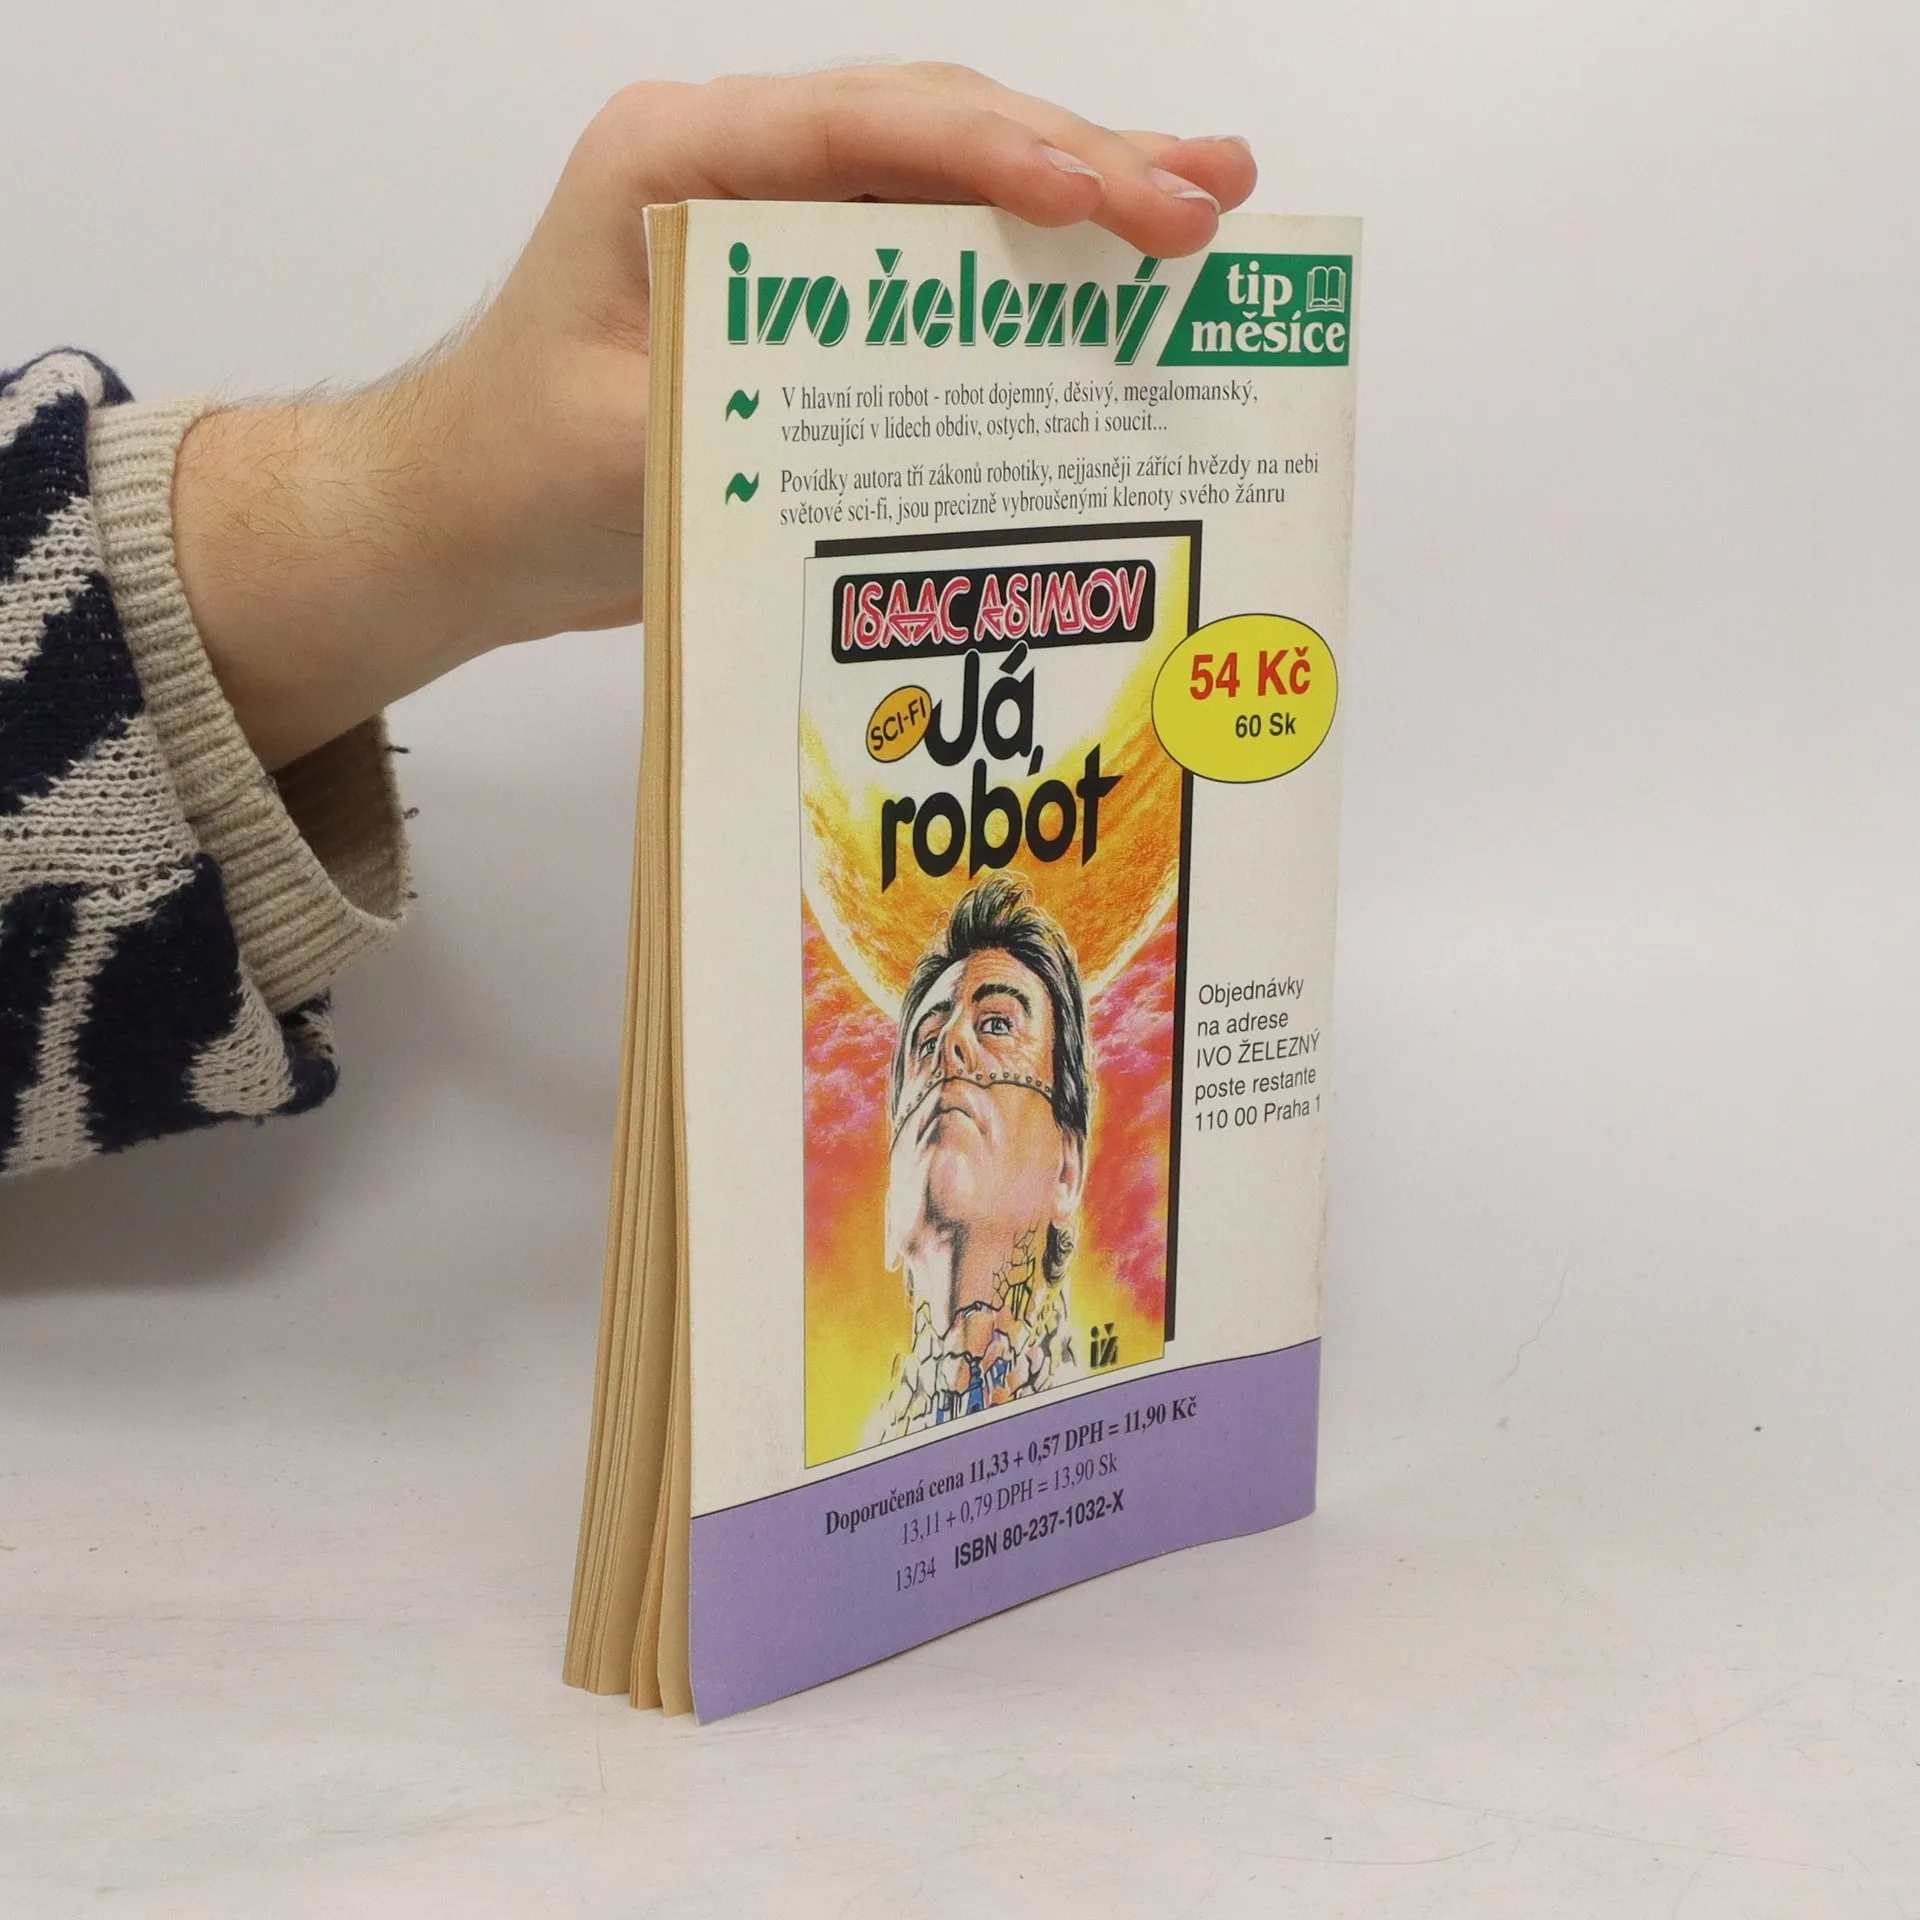 ivo železný
tip
měsíce
V hlavní roli robot - robot dojemný, děsivý, megalomanský,
vzbuzující v lidech obdiv, ostych, strach i soucit...
Povídky autora tří zákonů robotiky, nejjasněji zářící hvězdy na nebi
světové sci-fi, jsou precizně vybroušenými klenoty svého žánru
ISAAC ASIMOV
SCI-FI
Já,
robot
54 Kč
60 Sk
Objednávky
na adrese
IVO ŽELEZNÝ
poste restante
110 00 Praha 1
iž
Doporučená cena 11,33 + 0,57 DPH = 11,90 Kč
13,11 + 0,79 DPH = 13,90 Sk
13/34 ISBN 80-237-1032-X